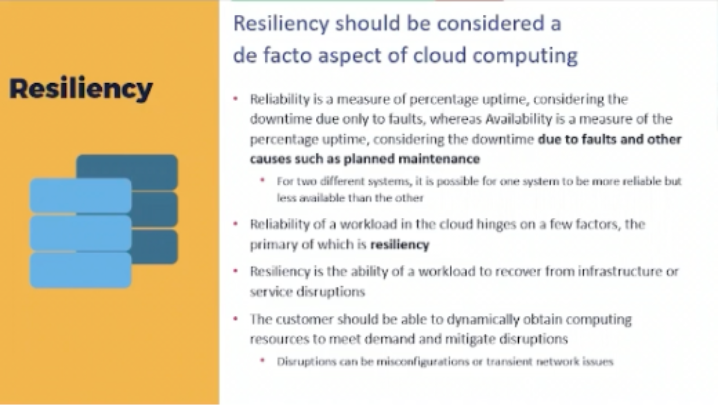 Resiliency
Resiliency should be considered a
de facto aspect of cloud computing
• Reliability is a measure of percentage uptime, considering the
downtime due only to faults, whereas Availability is a measure of the
percentage uptime, considering the downtime due to faults and other
causes such as planned maintenance
• For two different systems, it is possible for one system to be more reliable but
less available than the other
• Reliability of a workload in the cloud hinges on a few factors, the
primary of which is resiliency
• Resiliency is the ability of a workload to recover from infrastructure or
service disruptions
• The customer should be able to dynamically obtain computing
resources to meet demand and mitigate disruptions
• Disruptions can be misconfigurations or transient network issues